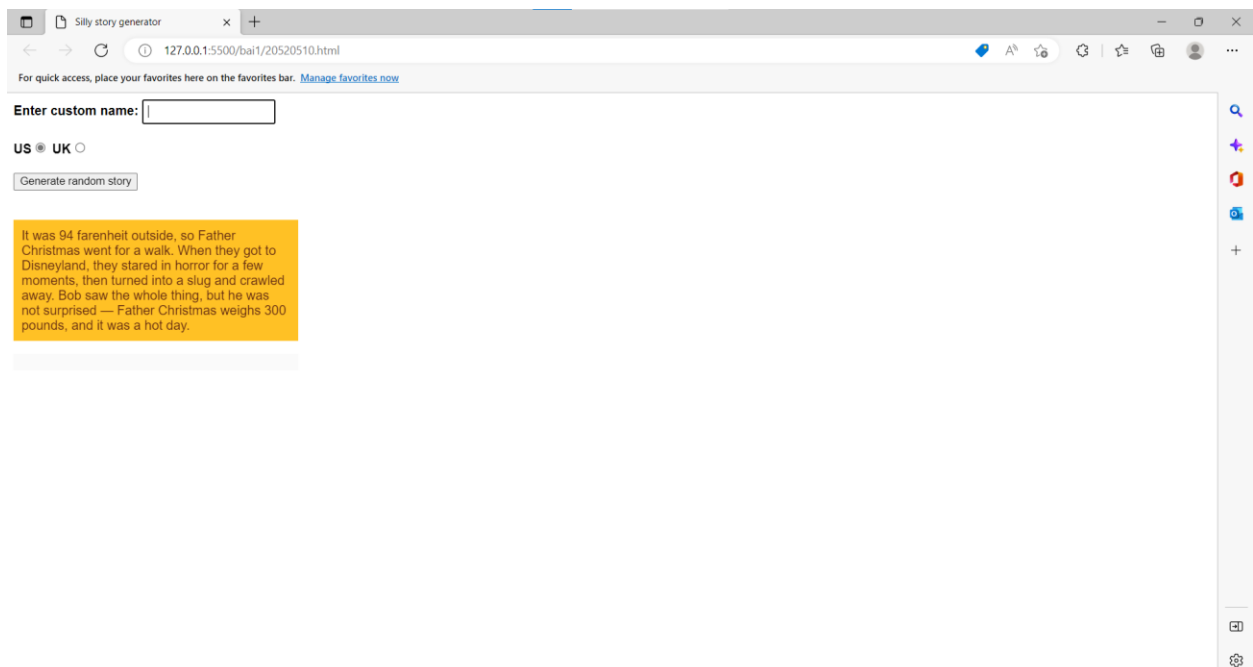 Silly story generator
127.0.0.1:5500/bai1/20520510.html
For quick access, place your favorites here on the favorites bar. Manage favorites now
Enter custom name:
US UK
Generate random story
It was 94 farenheit outside, so Father
Christmas went for a walk. When they got to
Disneyland, they stared in horror for a few
moments, then turned into a slug and crawled
away. Bob saw the whole thing, but he was
not surprised — Father Christmas weighs 300
pounds, and it was a hot day.